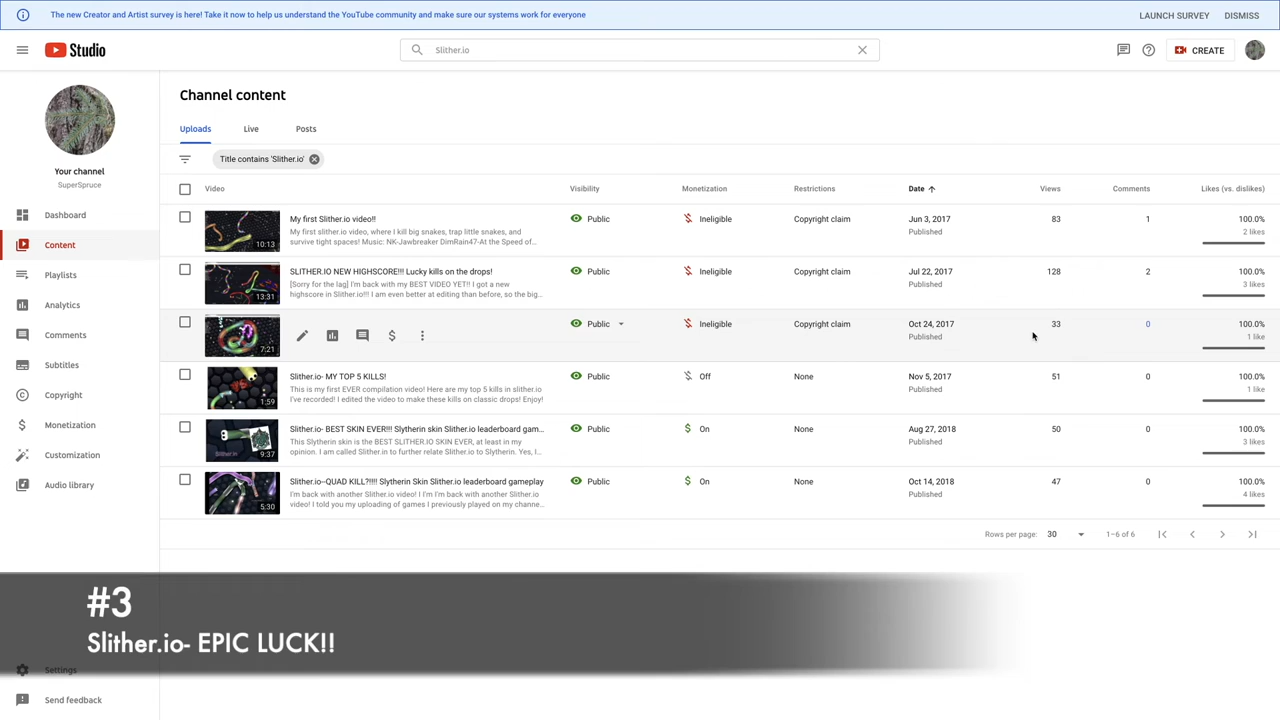 The new Creator and Artist survey is here! Take it now to help us understand the YouTube community and make sure our systems work for everyone
LAUNCH SURVEY
DISMISS
Studio
Slither.io
CREATE
Your channel
SuperSpruce
Dashboard
Content
Playlists
Analytics
Comments
Subtitles
Copyright
Monetization
Customization
Audio library
Settings
Send feedback
Channel content
Uploads
Live
Posts
Title contains 'Slither.io'
Video
Visibility
Monetization
Restrictions
Date
Views
Comments
Likes (vs. dislikes)
10:13
My first Slither.io video!!
My first slither.io video, where I kill big snakes, trap little snakes, and
survive tight spaces! Music: NK-Jawbreaker DimRain47-At the Speed of...
Public
Ineligible
Copyright claim
Jun 3, 2017
Published
83
1
100.0%
2 likes
13:31
SLITHER.IO NEW HIGHSCORE!!! Lucky kills on the drops!
[Sorry for the lag] I'm back with my BEST VIDEO YET!! I got a new
highscore in Slither.io!!! I am even better at editing than before, so the big...
Public
Ineligible
Copyright claim
Jul 22, 2017
Published
128
2
100.0%
3 likes
7:21
Public
Ineligible
Copyright claim
Oct 24, 2017
Published
33
0
100.0%
1 like
1:59
Slither.io- MY TOP 5 KILLS!
This is my first EVER compilation video! Here are my top 5 kills in slither.io
I've recorded! I edited the video to make these kills on classic drops! Enjoy!
Public
Off
None
Nov 5, 2017
Published
51
0
100.0%
1 like
Slither.io
9:37
Slither.io- BEST SKIN EVER!!! Slytherin skin Slither.io leaderboard gam...
This Slytherin skin is the BEST SLITHER.IO SKIN EVER, at least in my
opinion. I am called Slither.in to further relate Slither.io to Slytherin. Yes, I...
Public
On
None
Aug 27, 2018
Published
50
0
100.0%
3 likes
5:30
Slither.io--QUAD KILL?!!!! Slytherin Skin Slither.io leaderboard gameplay
I'm back with another Slither.io video! I I'm I'm back with another Slither.io
video! I told you my uploading of games I previously played on my channe...
Public
On
None
Oct 14, 2018
Published
47
0
100.0%
4 likes
Rows per page:
30
1–6 of 6
#3
Slither.io- EPIC LUCK!!